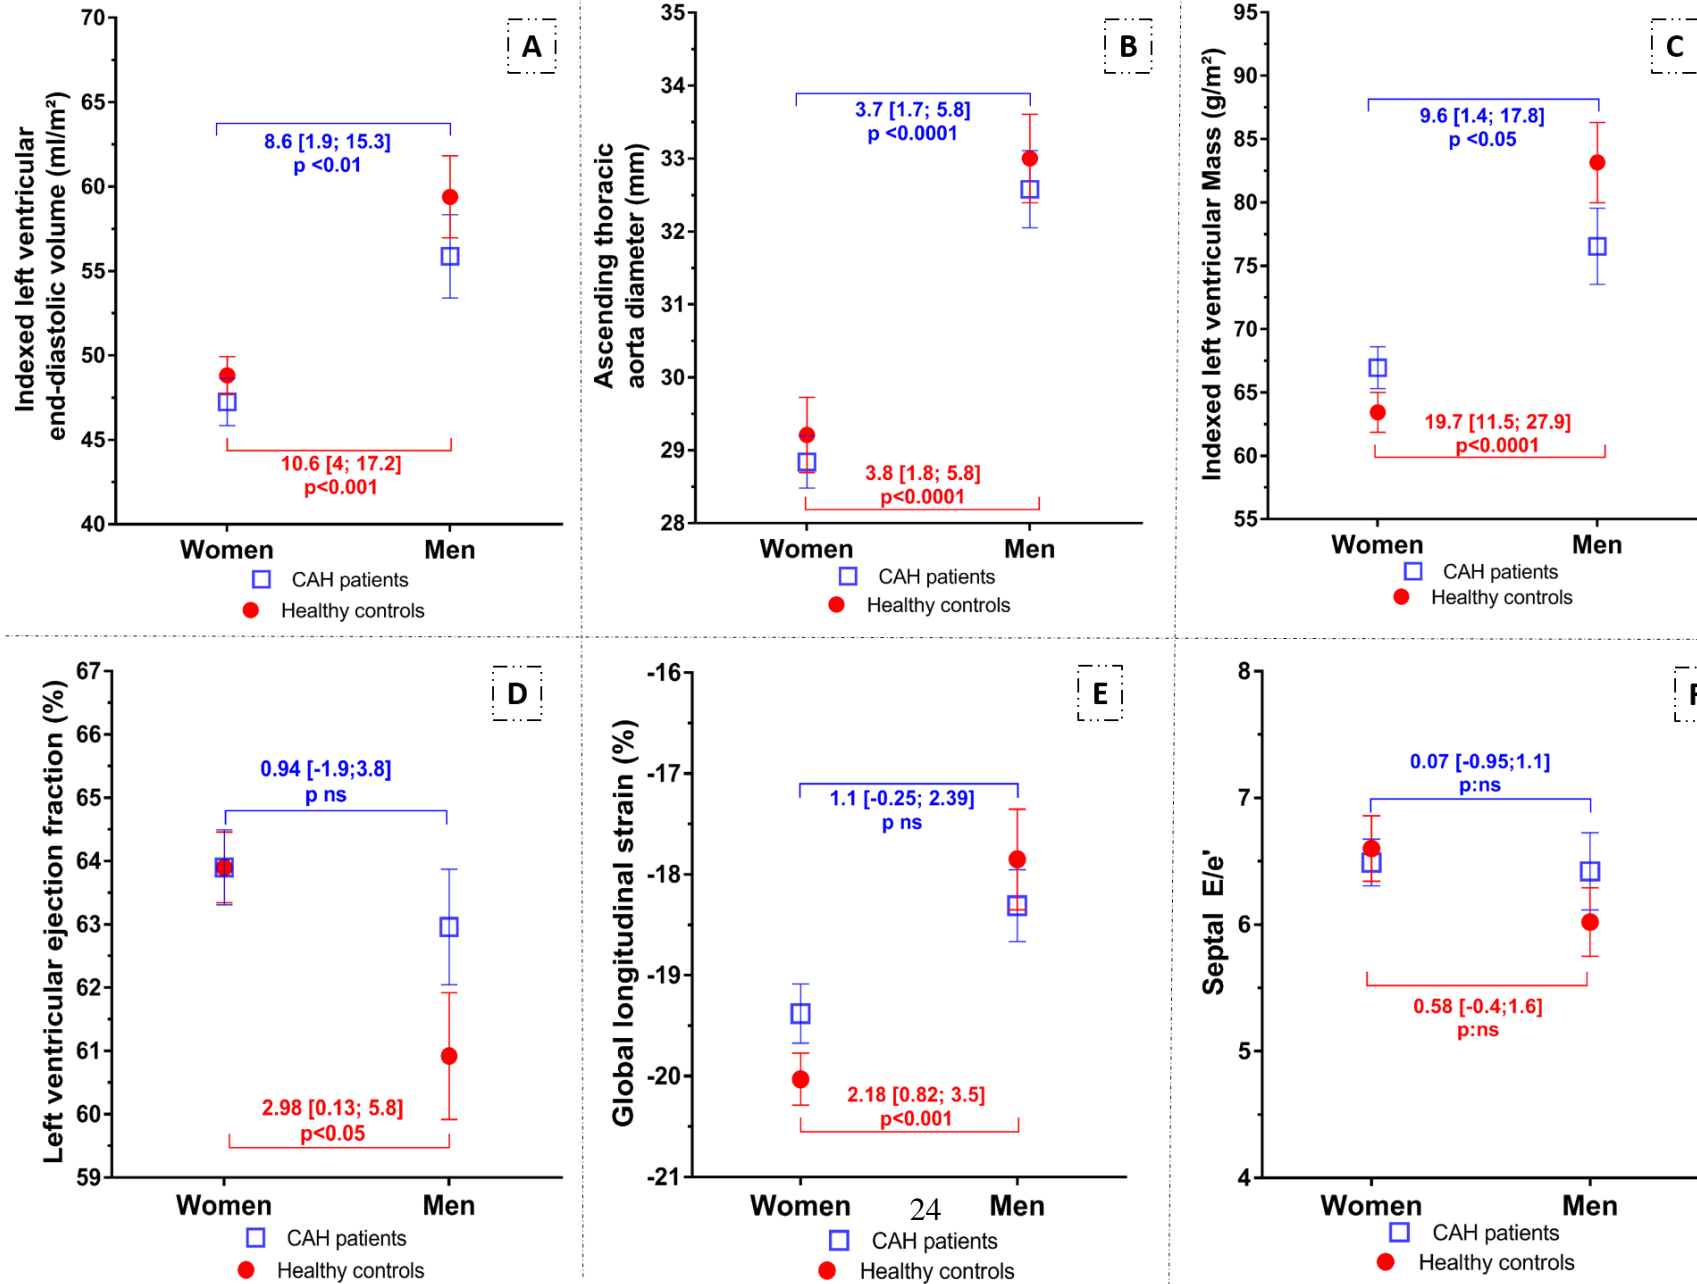 A
Indexed left ventricular
end-diastolic volume (ml/m²)
70
65
60
55
50
45
40
8.6 [1.9; 15.3]
p <0.01
10.6 [4; 17.2]
p<0.001
Women
Men
CAH patients
Healthy controls
B
Ascending thoracic
aorta diameter (mm)
35
34
33
32
31
30
29
28
3.7 [1.7; 5.8]
p <0.0001
3.8 [1.8; 5.8]
p<0.0001
Women
Men
CAH patients
Healthy controls
C
Indexed left ventricular Mass (g/m²)
95
90
85
80
75
70
65
60
55
9.6 [1.4; 17.8]
p <0.05
19.7 [11.5; 27.9]
p<0.0001
Women
Men
CAH patients
Healthy controls
D
Left ventricular ejection fraction (%)
67
66
65
64
63
62
61
60
59
0.94 [-1.9;3.8]
p ns
2.98 [0.13; 5.8]
p<0.05
Women
Men
CAH patients
Healthy controls
E
Global longitudinal strain (%)
-16
-17
-18
-19
-20
-21
1.1 [-0.25; 2.39]
p ns
2.18 [0.82; 3.5]
p<0.001
Women
24
Men
CAH patients
Healthy controls
F
Septal E/e'
8
7
6
5
4
0.07 [-0.95;1.1]
p:ns
0.58 [-0.4;1.6]
p:ns
Women
Men
CAH patients
Healthy controls